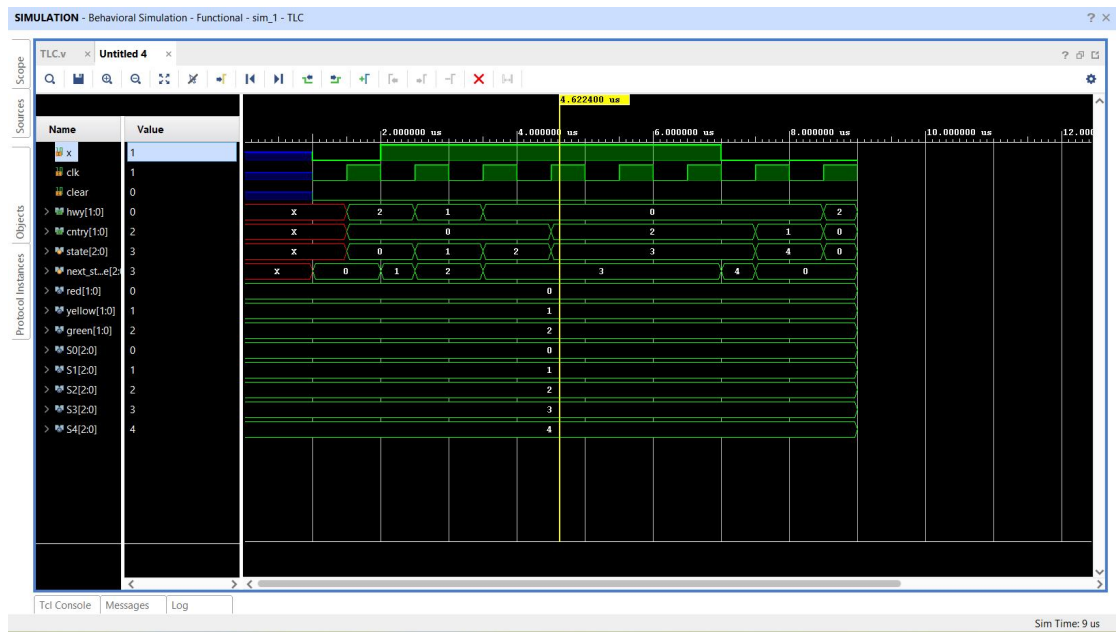 SIMULATION - Behavioral Simulation - Functional - sim_1 - TLC ? ×
TLC.v × Untitled 4 × ?
4.622400 us
Name Value
2.000000 us 4.000000 us 6.000000 us 8.000000 us 10.000000 us 12.000
x 1
clk 1
clear 0
hwy[1:0] 0 X 2 1 0 2
cntry[1:0] 2 X 0 2 1 0
state[2:0] 3 X 0 1 2 3 4 0
next_st...e[2: 3 X 0 1 2 3 4 0
red[1:0] 0 0
yellow[1:0] 1 1
green[1:0] 2 2
S0[2:0] 0 0
S1[2:0] 1 1
S2[2:0] 2 2
S3[2:0] 3 3
S4[2:0] 4 4
Scope
Sources
Objects
Protocol Instances
Tcl Console Messages Log
Sim Time: 9 us